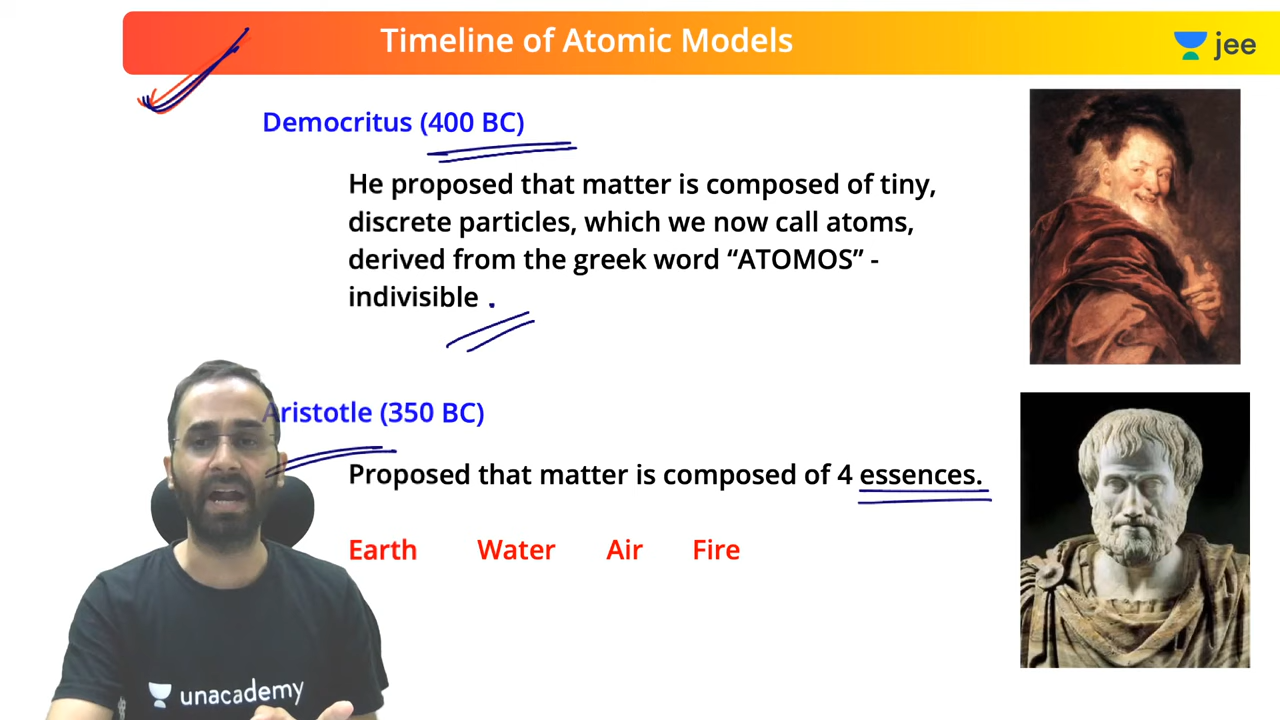 Timeline of Atomic Models
jee
Democritus (400 BC)
He proposed that matter is composed of tiny,
discrete particles, which we now call atoms,
derived from the greek word “ATOMOS” -
indivisible .
Aristotle (350 BC)
Proposed that matter is composed of 4 essences.
Earth Water Air Fire
unacademy